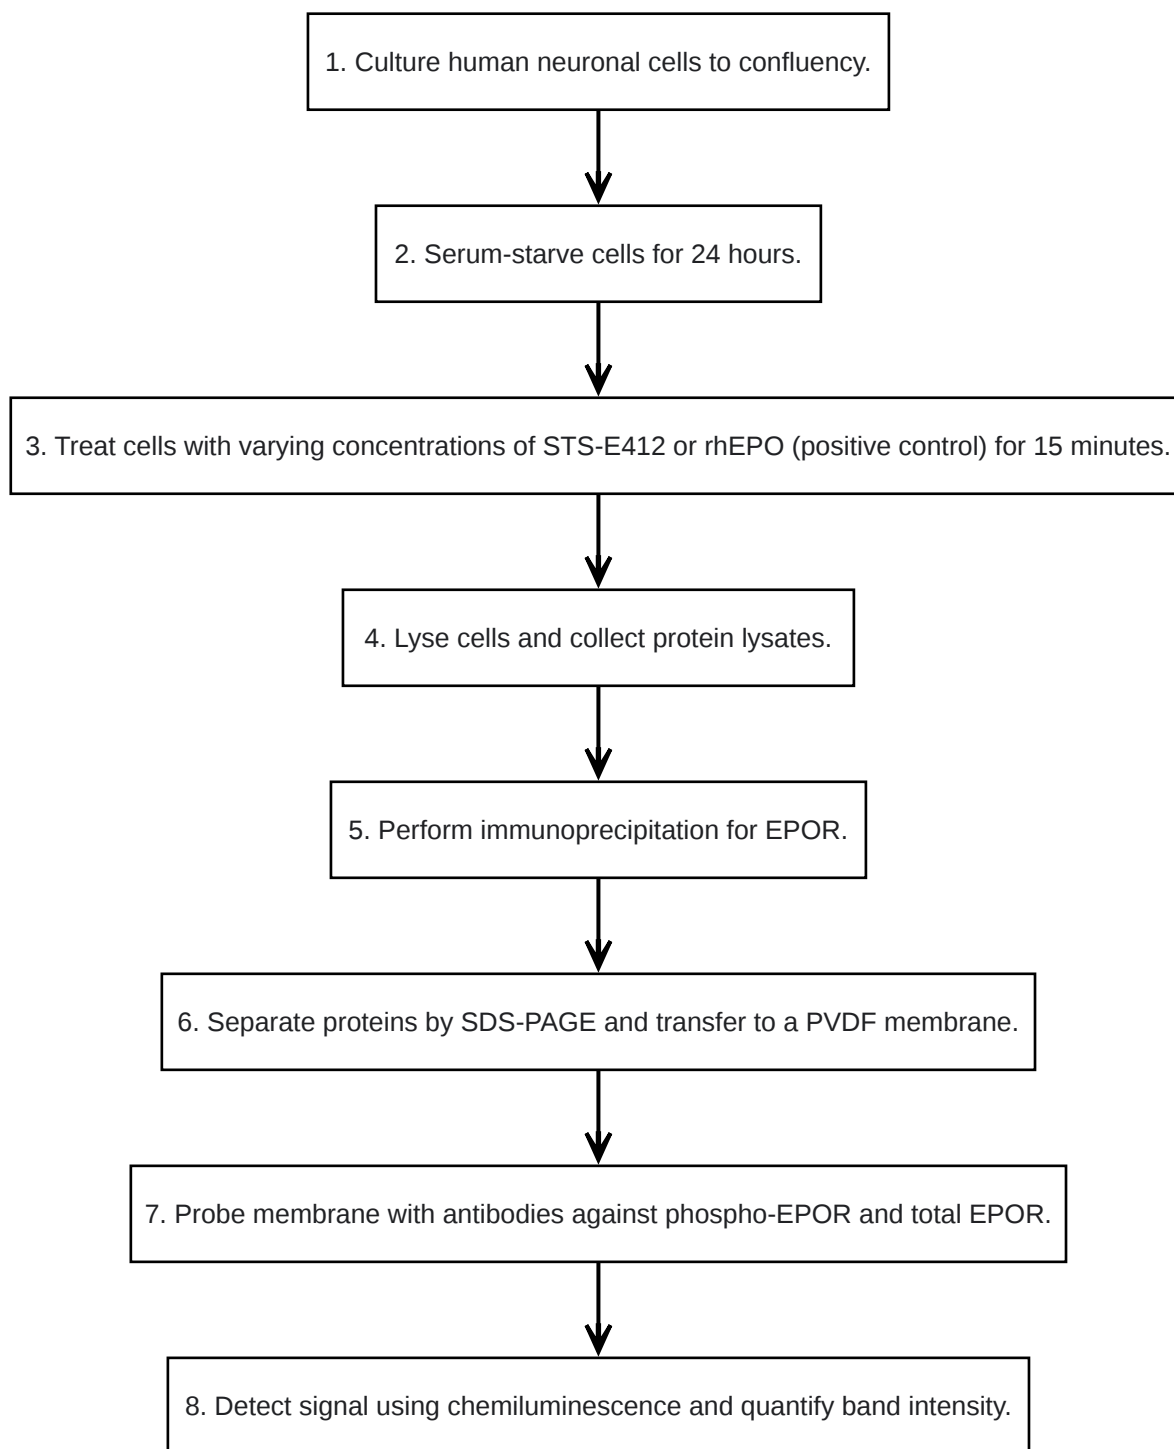 1. Culture human neuronal cells to confluency.
2. Serum-starve cells for 24 hours.
3. Treat cells with varying concentrations of STS-E412 or rhEPO (positive control) for 15 minutes.
4. Lyse cells and collect protein lysates.
5. Perform immunoprecipitation for EPOR.
6. Separate proteins by SDS-PAGE and transfer to a PVDF membrane.
7. Probe membrane with antibodies against phospho-EPOR and total EPOR.
8. Detect signal using chemiluminescence and quantify band intensity.